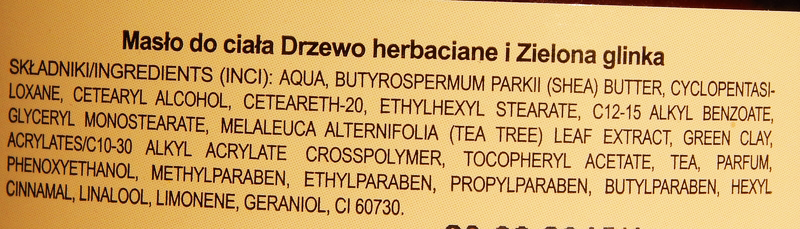 Masło do ciała Drzewo herbaciane i Zielona glinka
SKŁADNIKI/INGREDIENTS (INCI): AQUA, BUTYROSPERMUM PARKII (SHEA) BUTTER, CYCLOPENTASI-
LOXANE, CETEARYL ALCOHOL, CETEARETH-20, ETHYLHEXYL STEARATE, C12-15 ALKYL BENZOATE,
GLYCERYL MONOSTEARATE, MELALEUCA ALTERNIFOLIA (TEA TREE) LEAF EXTRACT, GREEN CLAY,
ACRYLATES/C10-30 ALKYL ACRYLATE CROSSPOLYMER, TOCOPHERYL ACETATE, TEA, PARFUM,
PHENOXYETHANOL, METHYLPARABEN, ETHYLPARABEN, PROPYLPARABEN, BUTYLPARABEN, HEXYL
CINNAMAL, LINALOOL, LIMONENE, GERANIOL, CI 60730.